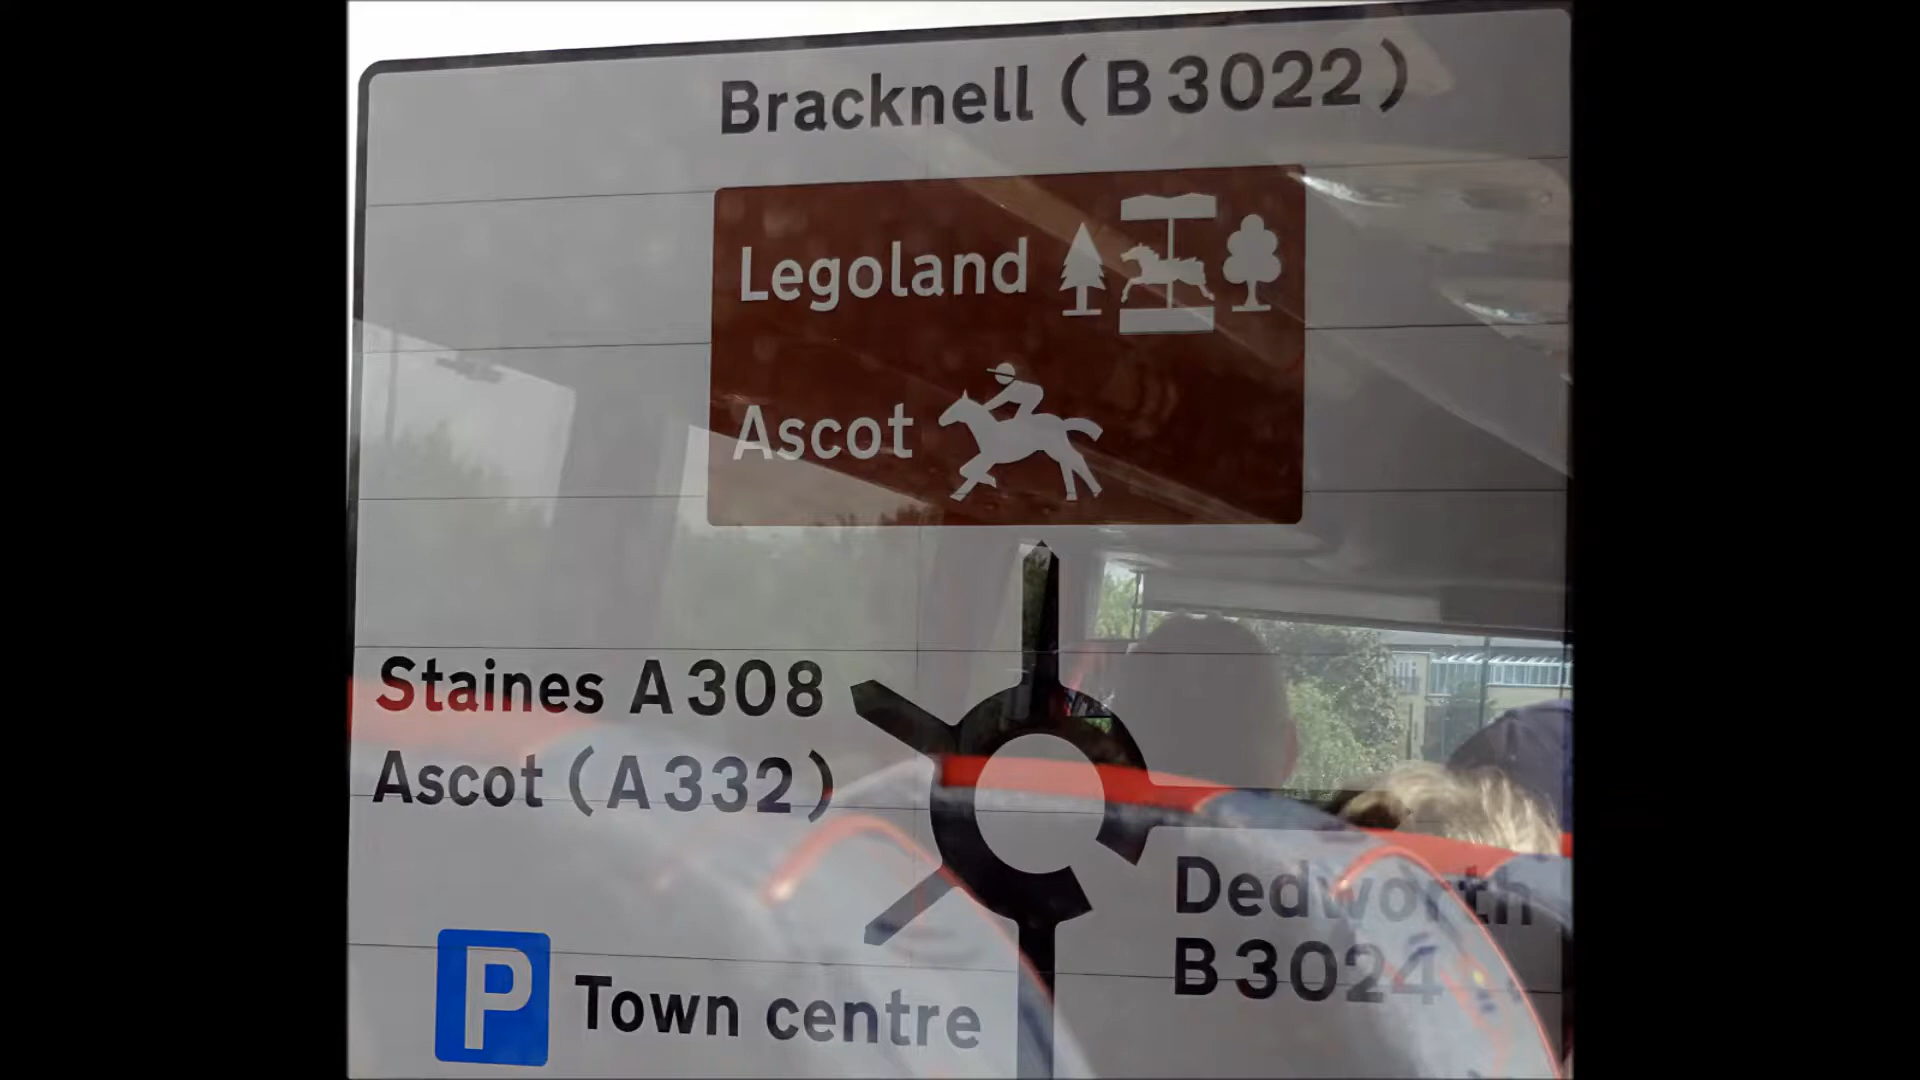 Bracknell (B3022)
Legoland
Ascot
Staines A308
Ascot (A332)
Dedworth
B3024
P Town centre